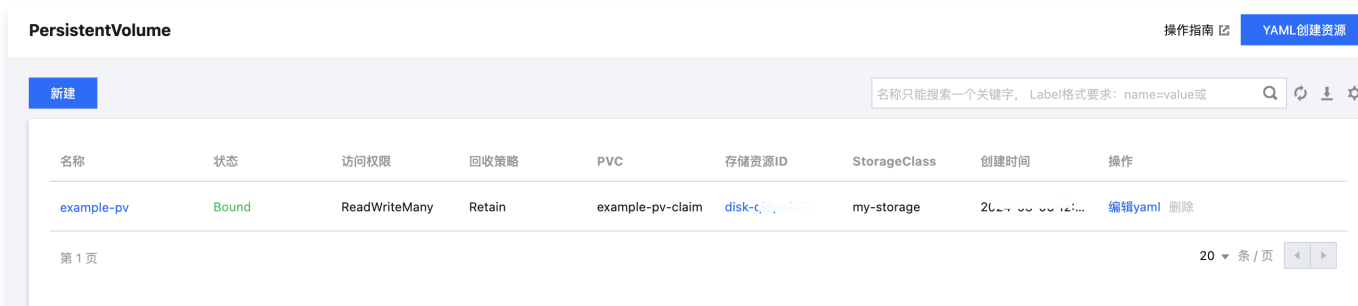 PersistentVolume
操作指南 YAML创建资源
新建
名称只能搜索一个关键字， Label格式要求：name=value或
名称 状态 访问权限 回收策略 PVC 存储资源ID StorageClass 创建时间 操作
example-pv Bound ReadWriteMany Retain example-pv-claim my-storage 编辑yaml 删除
第 1 页
20 条 / 页